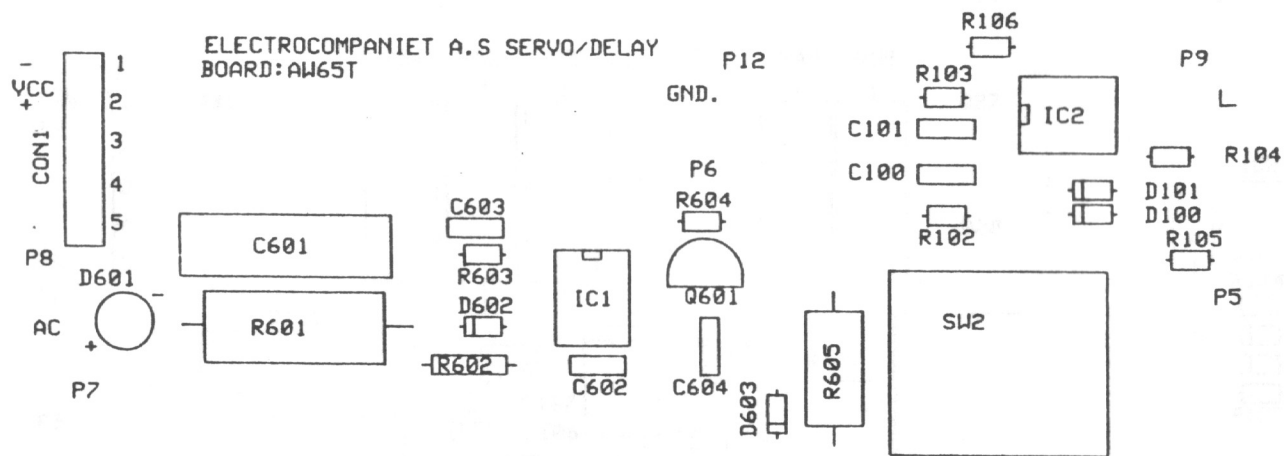 ELECTROCOMPANIET A.S SERVO/DELAY
BOARD:AW65T
-
VCC
+
CON1
1
2
3
4
5
P8
D601
-
AC
+
P7
C601
R601
C603
R603
D602
R602
IC1
C602
P12
GND.
P6
R604
Q601
C604
D603
R605
R106
R103
C101
C100
R102
IC2
P9
L
R104
D101
D100
R105
P5
SW2